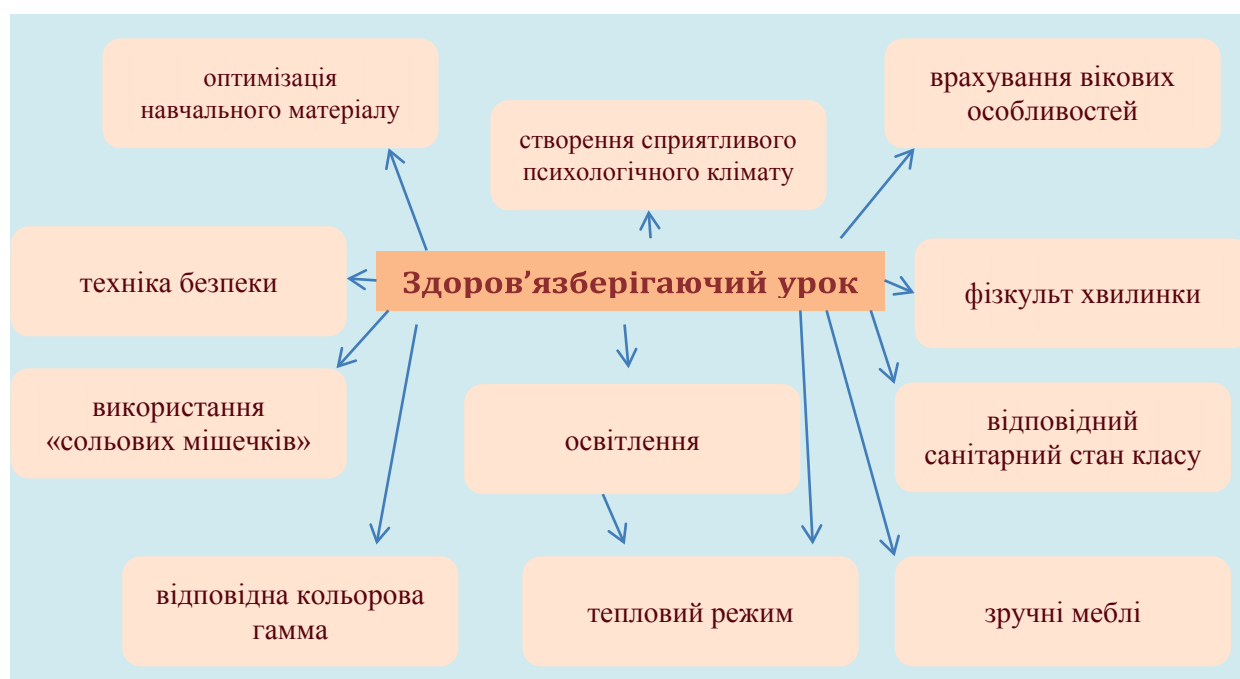 оптимізація
навчального матеріалу
створення сприятливого
психологічного клімату
врахування вікових
особливостей
техніка безпеки
Здоров’язберігаючий урок
фізкульт хвилинки
використання
«сольових мішечків»
освітлення
відповідний
санітарний стан класу
відповідна кольорова
гамма
тепловий режим
зручні меблі